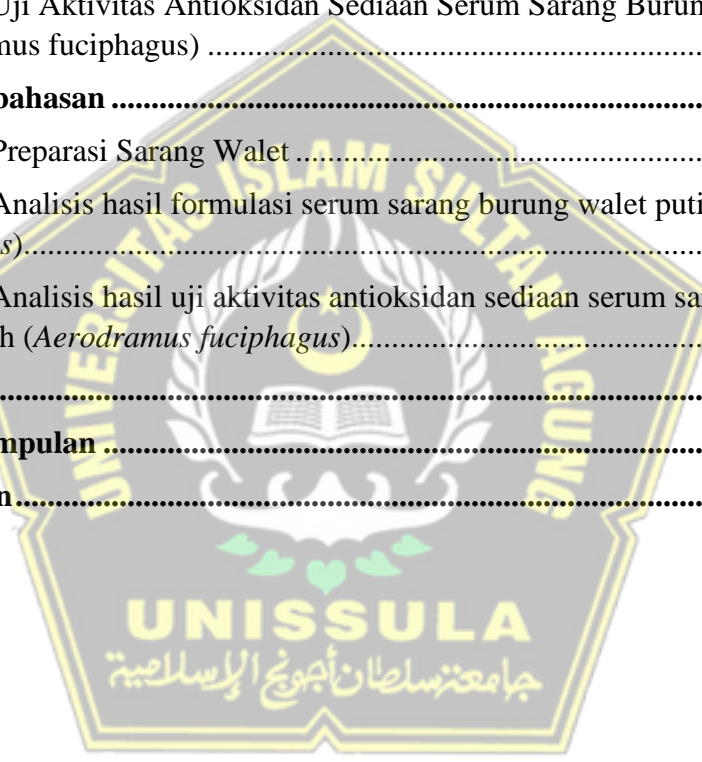 Uji Aktivitas Antioksidan Sediaan Serum Sarang Burun
mus fuciphagus) ................................................................
bahasan ................................................................
Preparasi Sarang Walet ................................................................
Analisis hasil formulasi serum sarang burung walet puti
s)................................................................
Analisis hasil uji aktivitas antioksidan sediaan serum sa
h (Aerodramus fuciphagus)................................................................
................................................................
mpulan ................................................................
n................................................................
UNIVERSITAS ISLAM SULTAN AGUNG
UNISSULA
جامعتنسلطان أجونج الإسلامية